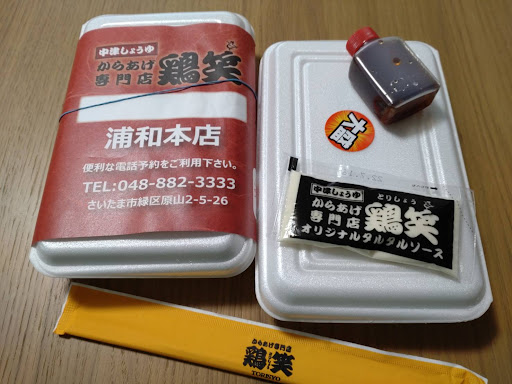 中津しょうゆ
からあげ
専門店
鶏笑
浦和本店
便利な電話予約をご利用下さい。
TEL:048-882-3333
さいたま市緑区原山2-5-26
大盛
中津しょうゆ
からあげ
専門店
とりしょう
鶏笑
オリジナルタルタルソース
からあげ専門店
鶏笑
TORISYO